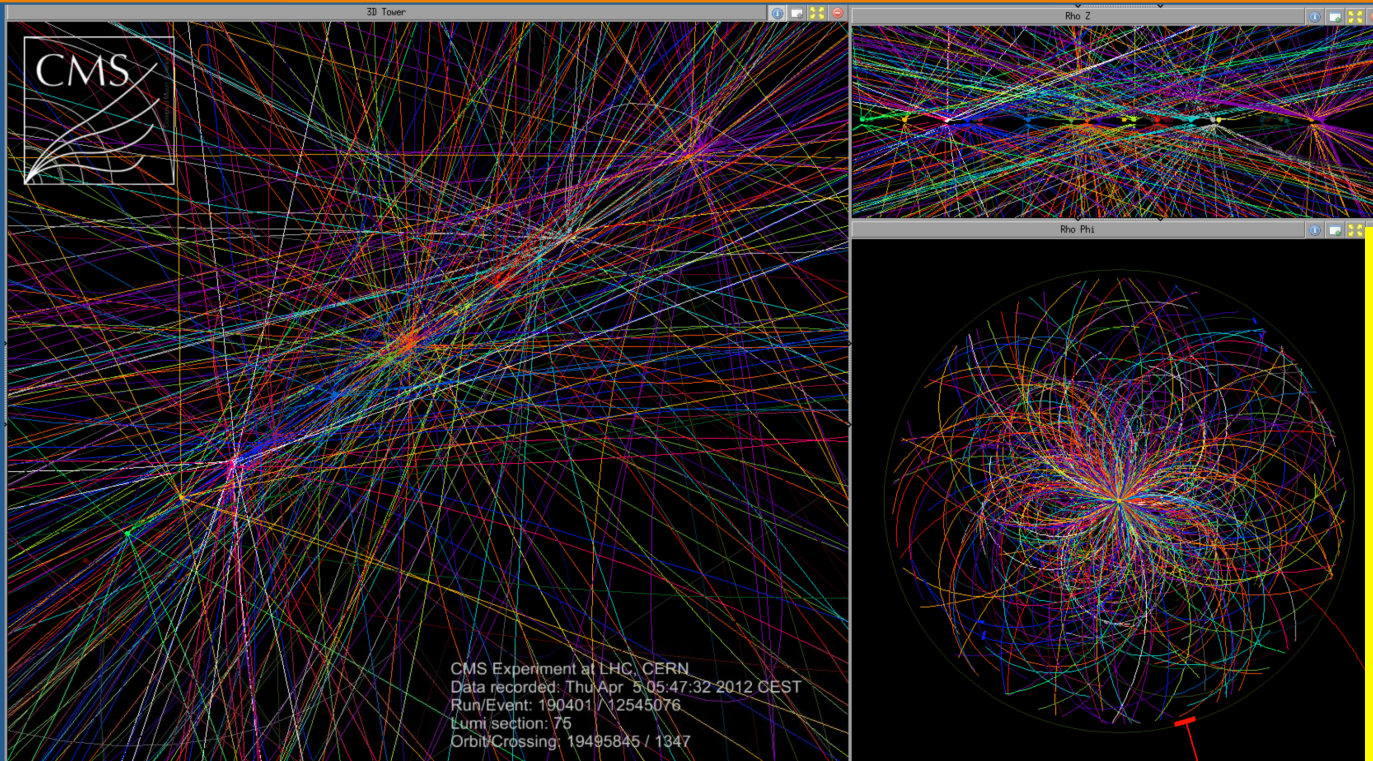 3D Tower
Rho Z
CMS
Rho Phi
CMS Experiment at LHC, CERN
Data recorded: Thu Apr  5 05:47:32 2012 CEST
Run/Event: 190401 / 12545076
Lumi section: 75
Orbit/Crossing: 19495845 / 1347